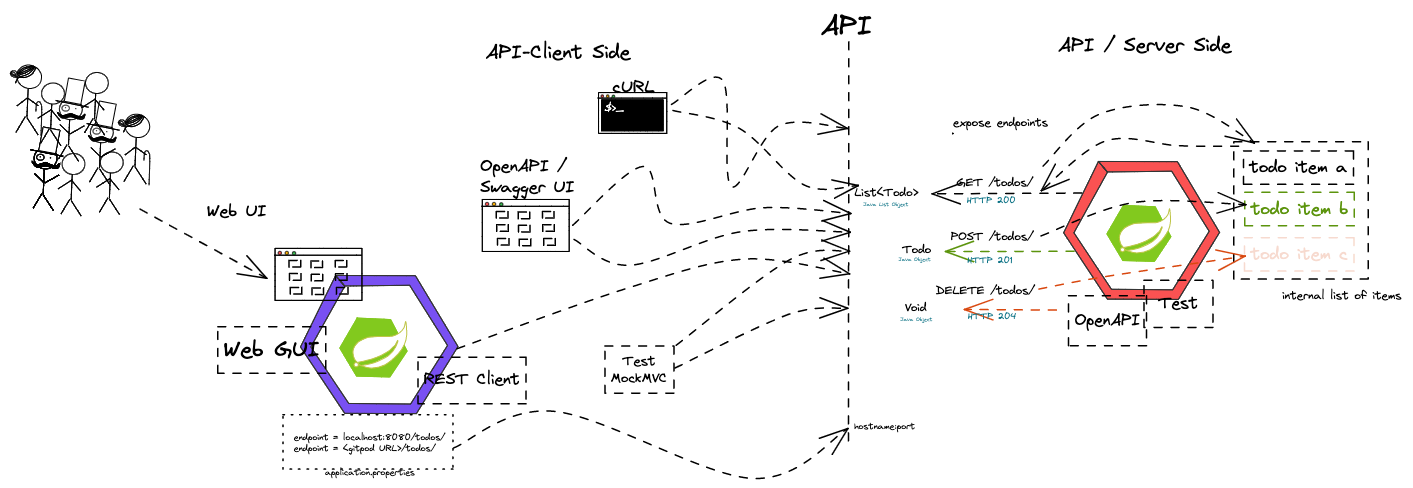 API
API-Client Side
API / Server Side
cURL
$>_
expose endpoints
OpenAPI /
Swagger UI
Web UI
List<Todo>
Java List Object
GET /todos/
HTTP 200
todo item a
todo item b
todo item c
internal list of items
Todo
Java Object
POST /todos/
HTTP 201
DELETE /todos/
Void
Java Object
HTTP 204
OpenAPI
Test
Web GUI
REST Client
Test
MockMVC
endpoint = localhost:8080/todos/
endpoint = <gitpod URL>/todos/
application.properties
hostname:port